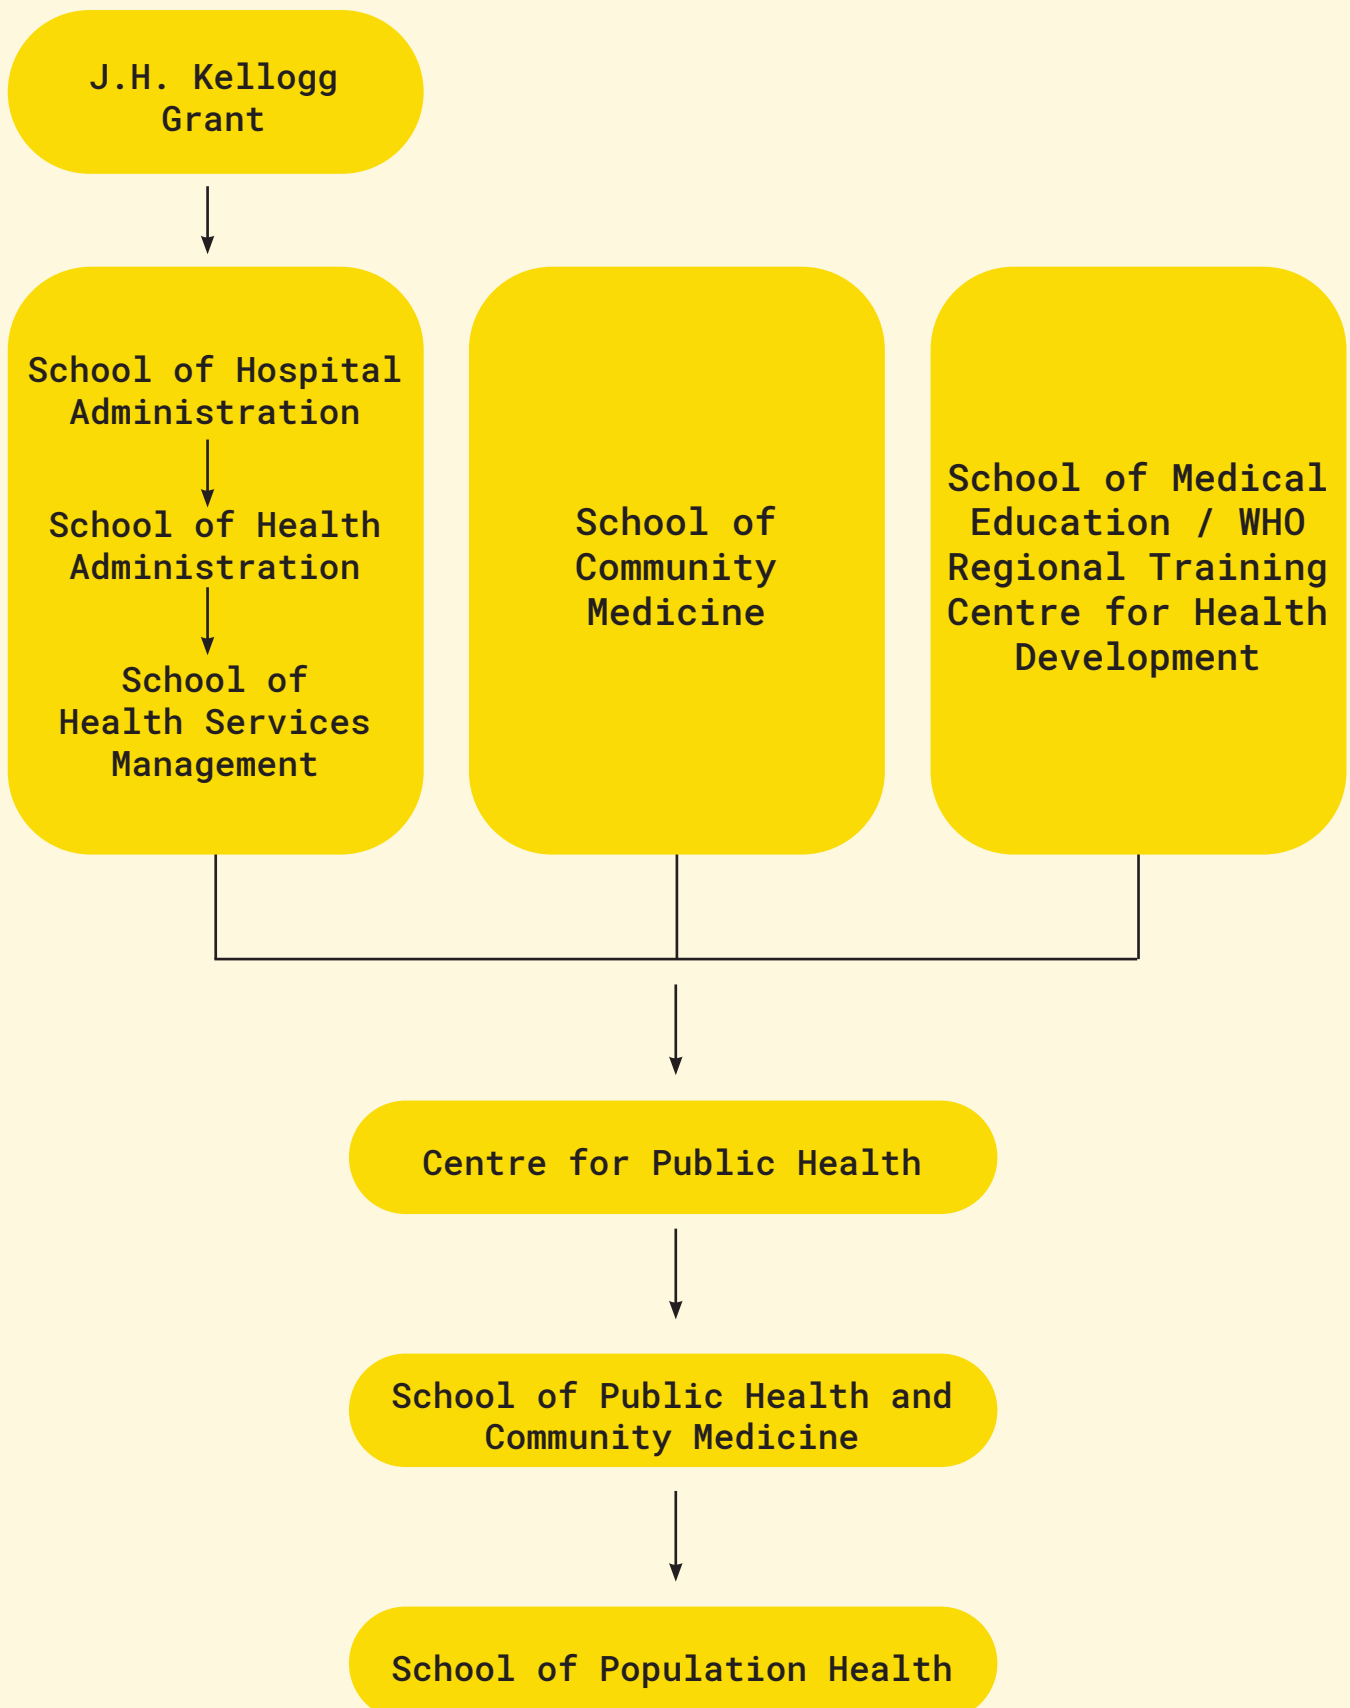 J.H. Kellogg
Grant
School of Hospital
Administration
School of Health
Administration
School of
Health Services
Management
School of
Community
Medicine
School of Medical
Education / WHO
Regional Training
Centre for Health
Development
Centre for Public Health
School of Public Health and
Community Medicine
School of Population Health